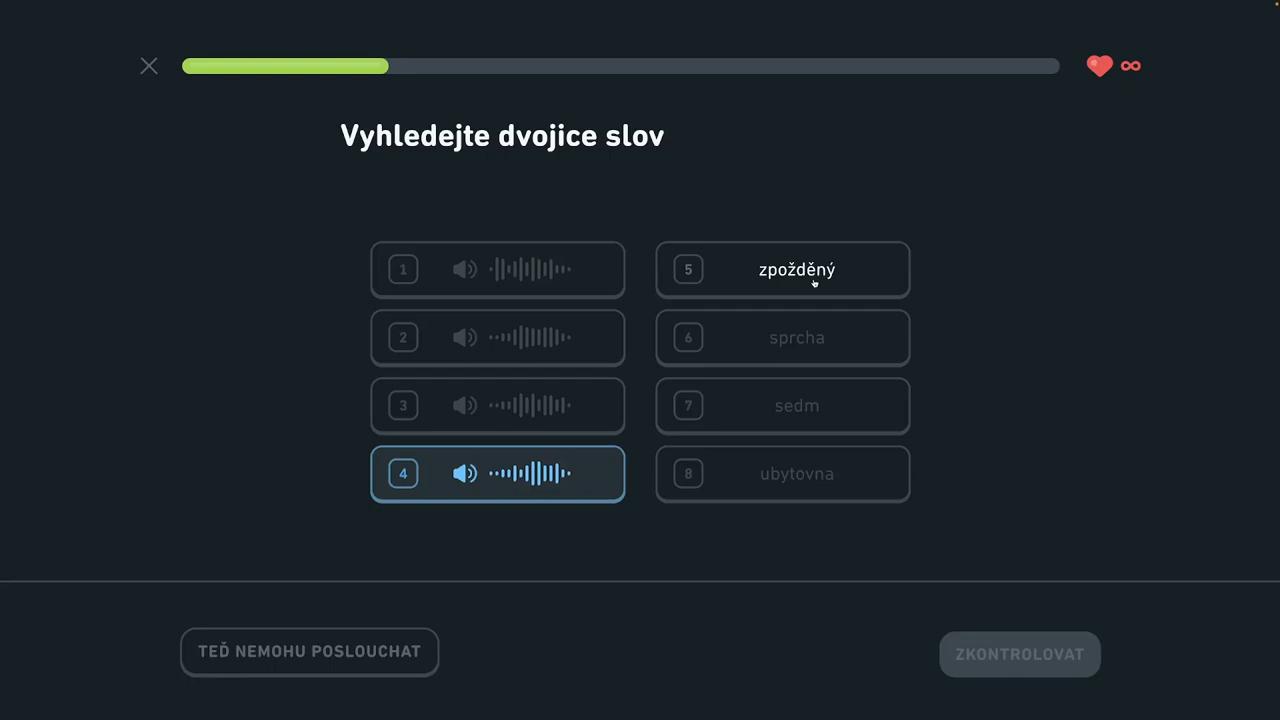 Vyhledejte dvojice slov
1
5 zpožděný
2
6 sprcha
3
7 sedm
4
8 ubytovna
TEĎ NEMOHU POSLOUCHAT
ZKONTROLOVAT